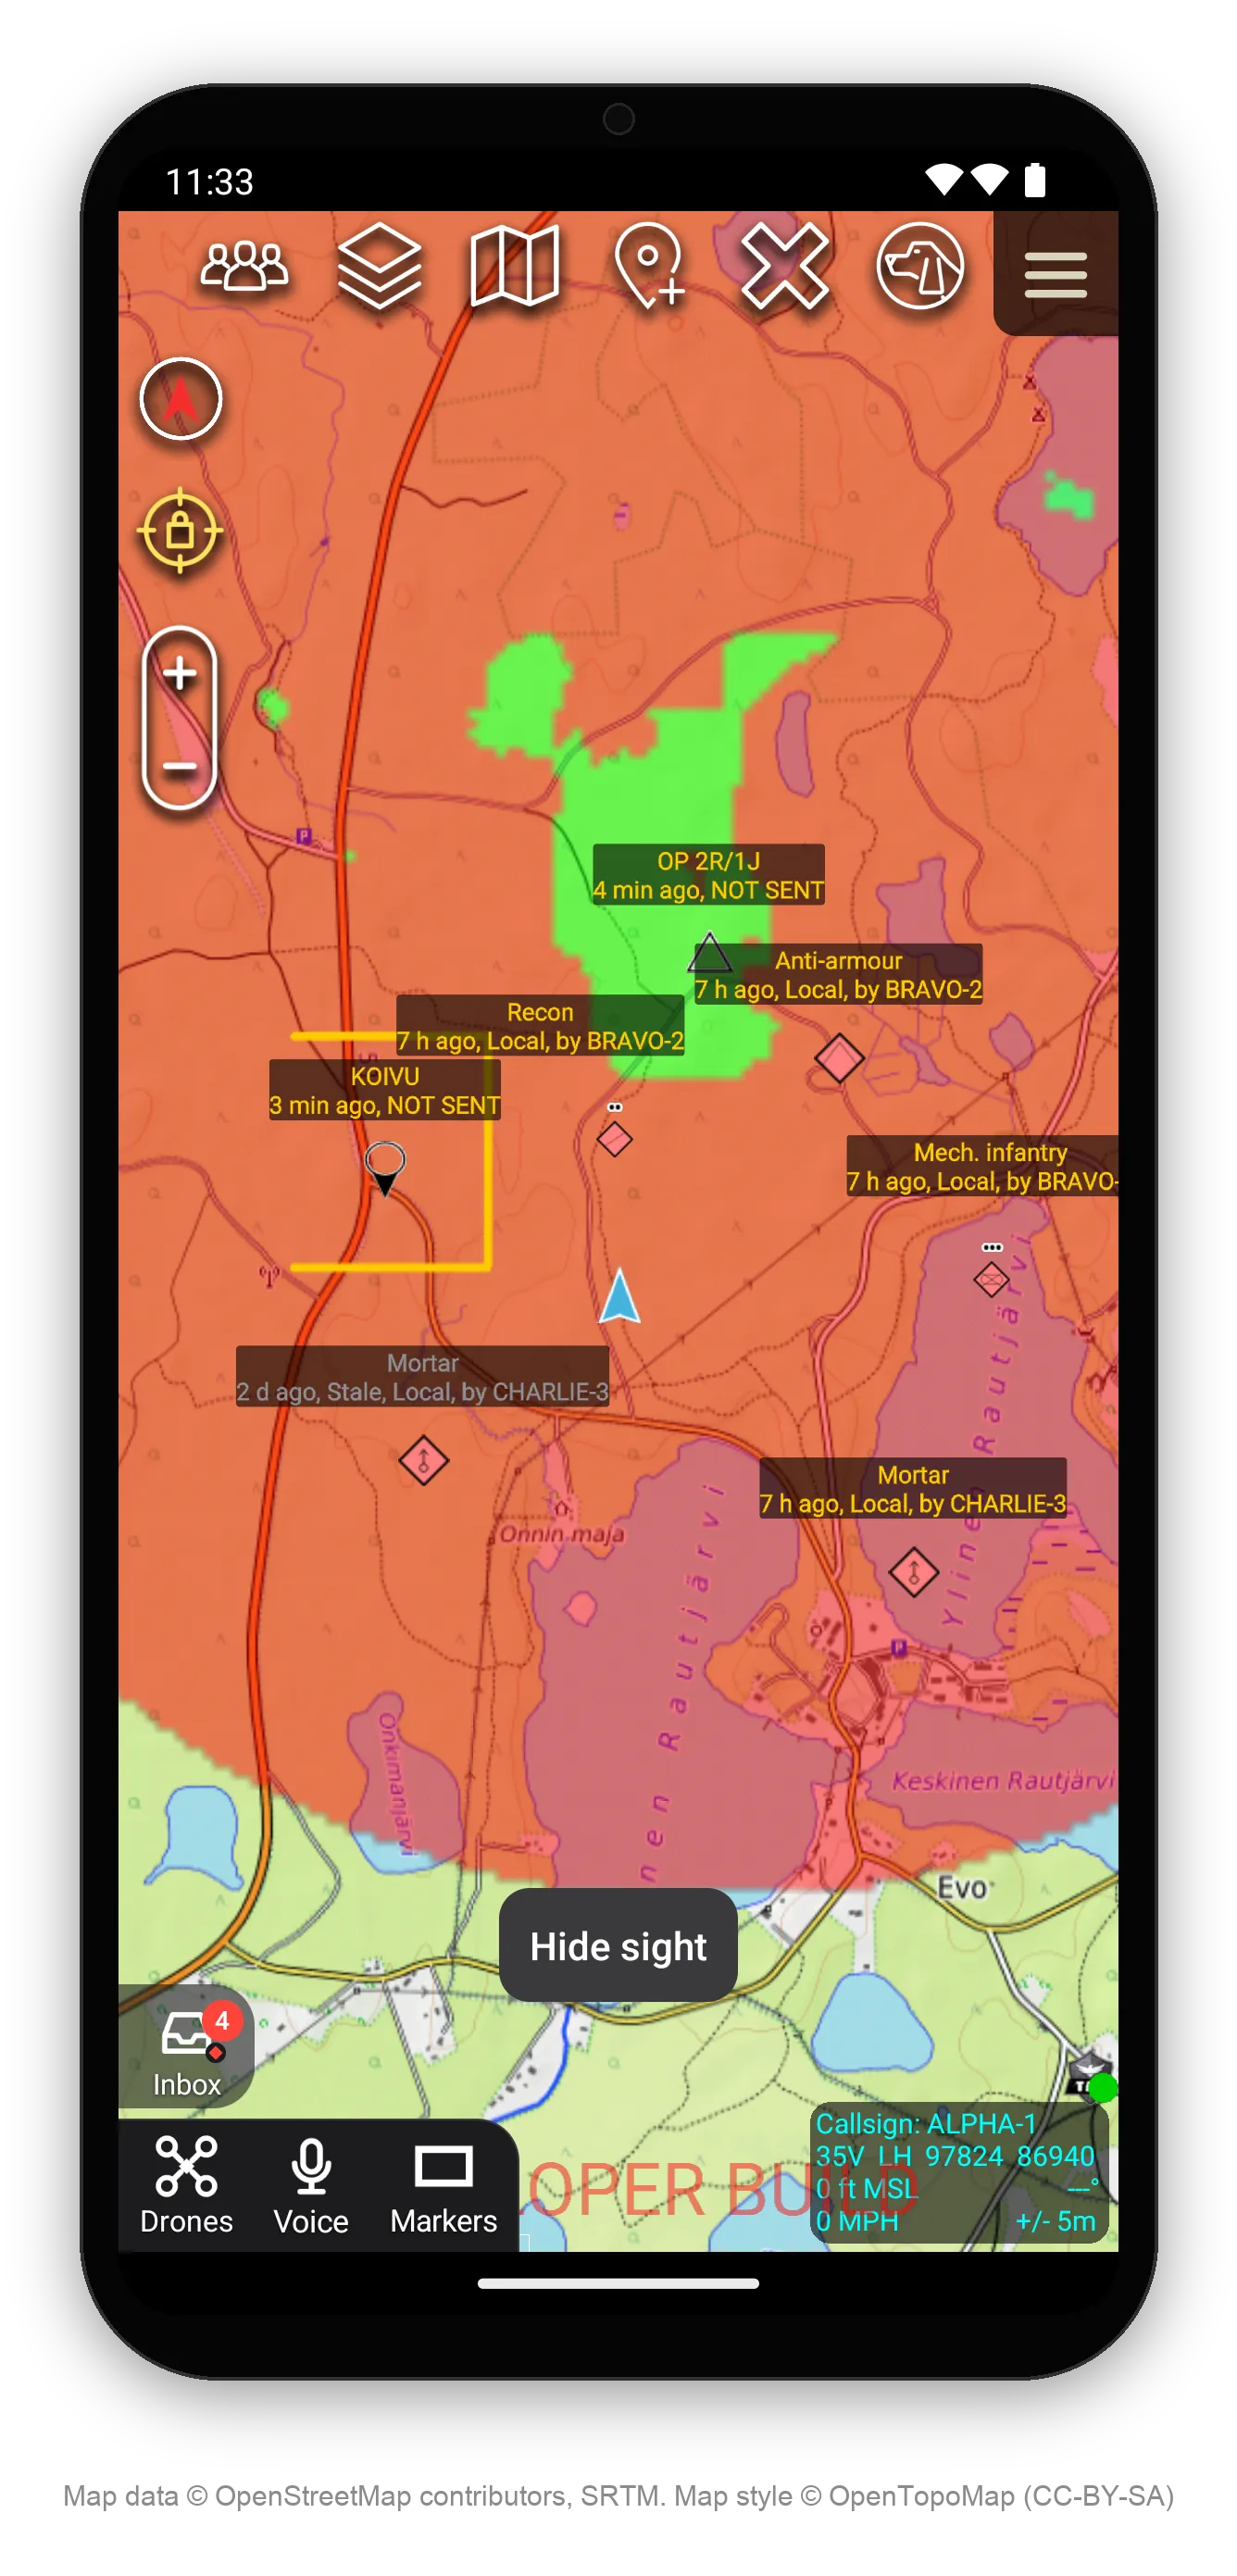 11:33
P
OP 2R/1J
4 min ago, NOT SENT
Anti-armour
7 h ago, Local, by BRAVO-2
Recon
7 h ago, Local, by BRAVO-2
KOIVU
3 min ago, NOT SENT
Mech. infantry
7 h ago, Local, by BRAVO-
Mortar
2 d ago, Stale, Local, by CHARLIE-3
Mortar
7 h ago, Local, by CHARLIE-3
Onnin maja
Rautjärvi
Ylinen
nen Rautjärvi
P
Onkimanjärvi
Keskinen Rautjärvi
Evo
Hide sight
4
Inbox
Callsign: ALPHA-1
35V LH 97824 86940
0 ft MSL ---°
0 MPH +/- 5m
OPER BUILD
Drones
Voice
Markers
Map data © OpenStreetMap contributors, SRTM. Map style © OpenTopoMap (CC-BY-SA)